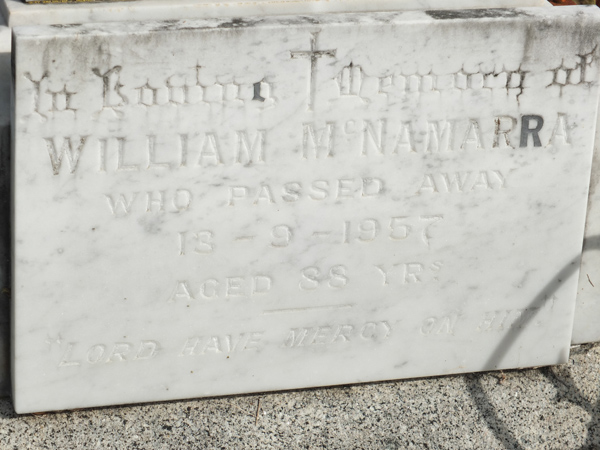 In Loving Memory of
WILLIAM McNAMARRA
WHO PASSED AWAY
13-9-1957
AGED 88 YRS
"LORD HAVE MERCY ON HIM"